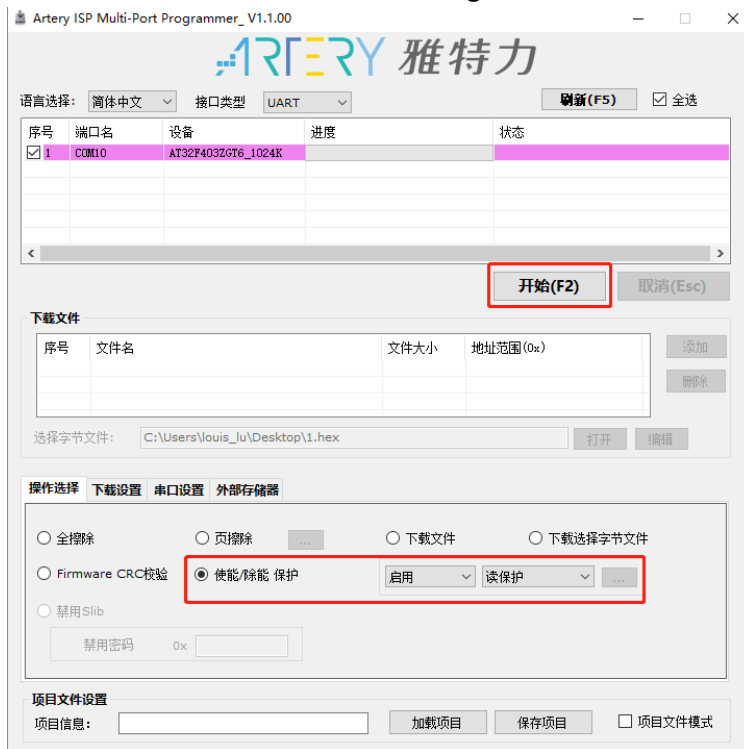 Artery ISP Multi-Port Programmer_ V1.1.00
ARTERY 雅特力
语言选择: 简体中文 接口类型 UART 刷新(F5) 全选
序号 端口名 设备 进度 状态
1 COM10 AT32F403ZGT6_1024K
开始(F2) 取消(Esc)
下载文件
序号 文件名 文件大小 地址范围(0x) 添加
删除
选择字节文件: C:\Users\louis_lu\Desktop\1.hex 打开 编辑
操作选择 下载设置 串口设置 外部存储器
全擦除 页擦除 ... 下载文件 下载选择字节文件
Firmware CRC校验 使能/除能 保护 启用 读保护 ...
禁用Slib
禁用密码 0x
项目文件设置
项目信息: 加载项目 保存项目 项目文件模式